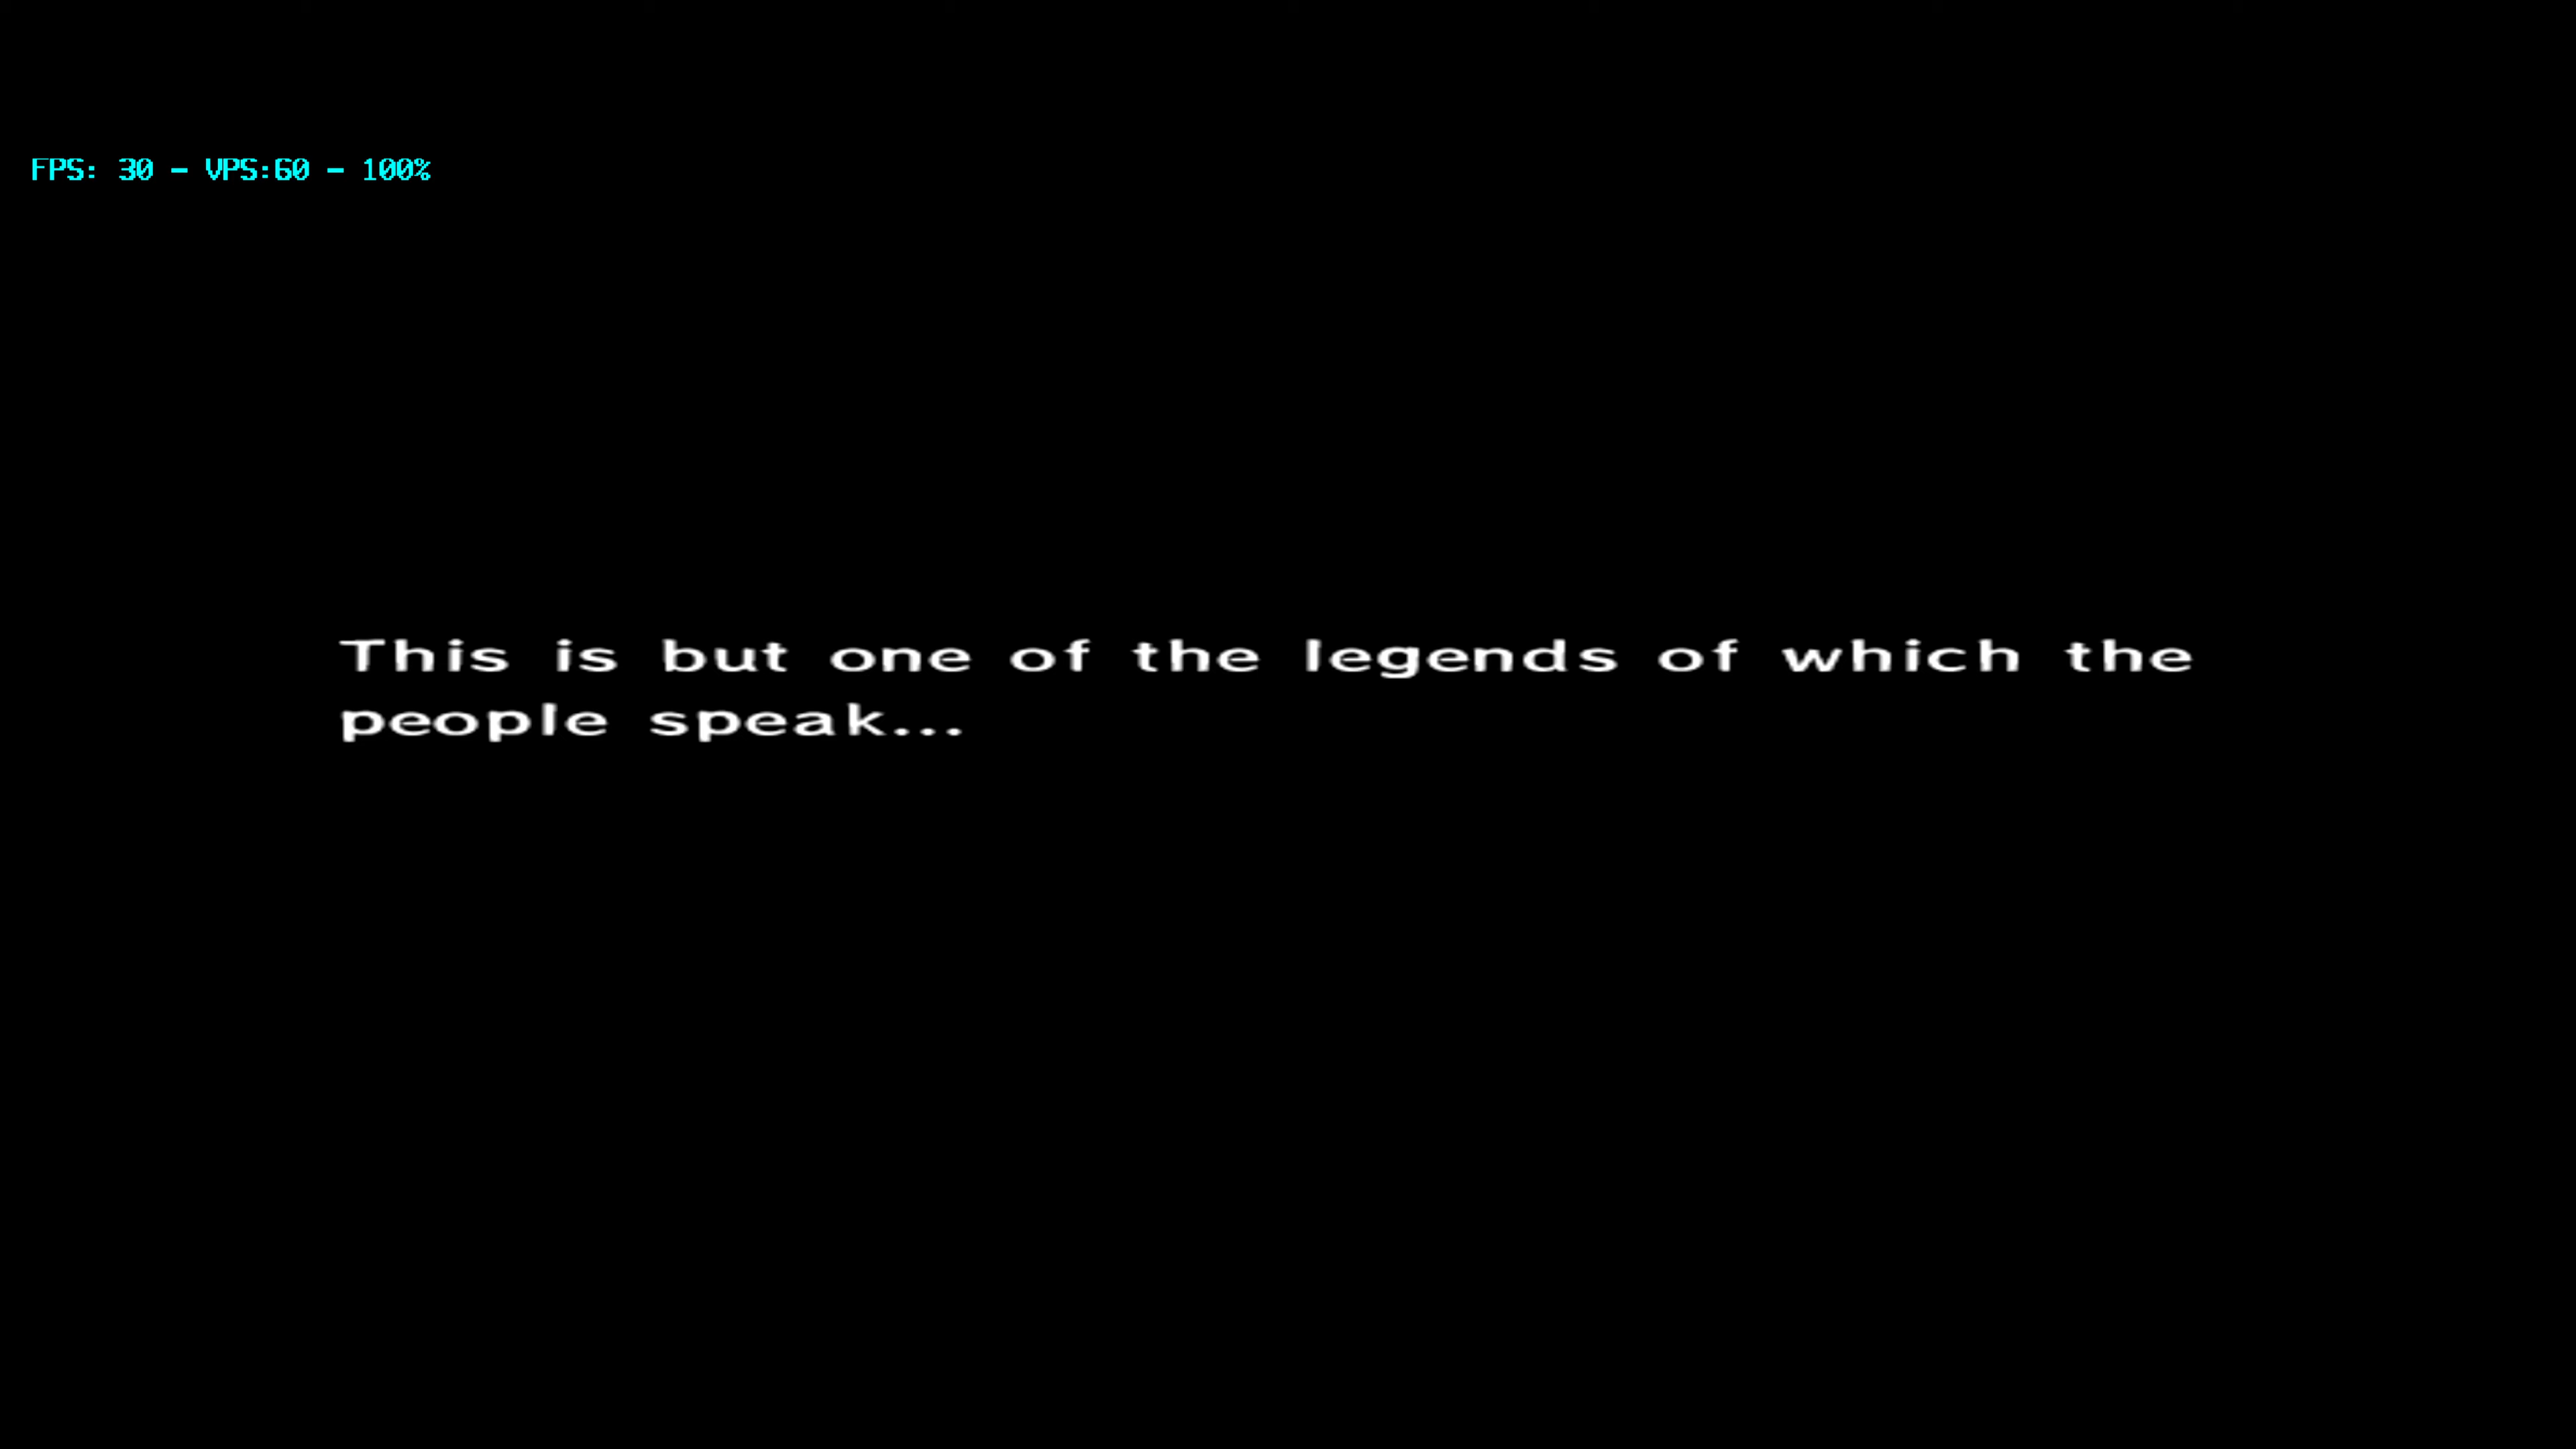 FPS: 30 - VPS:60 - 100%
This is but one of the legends of which the
people speak...